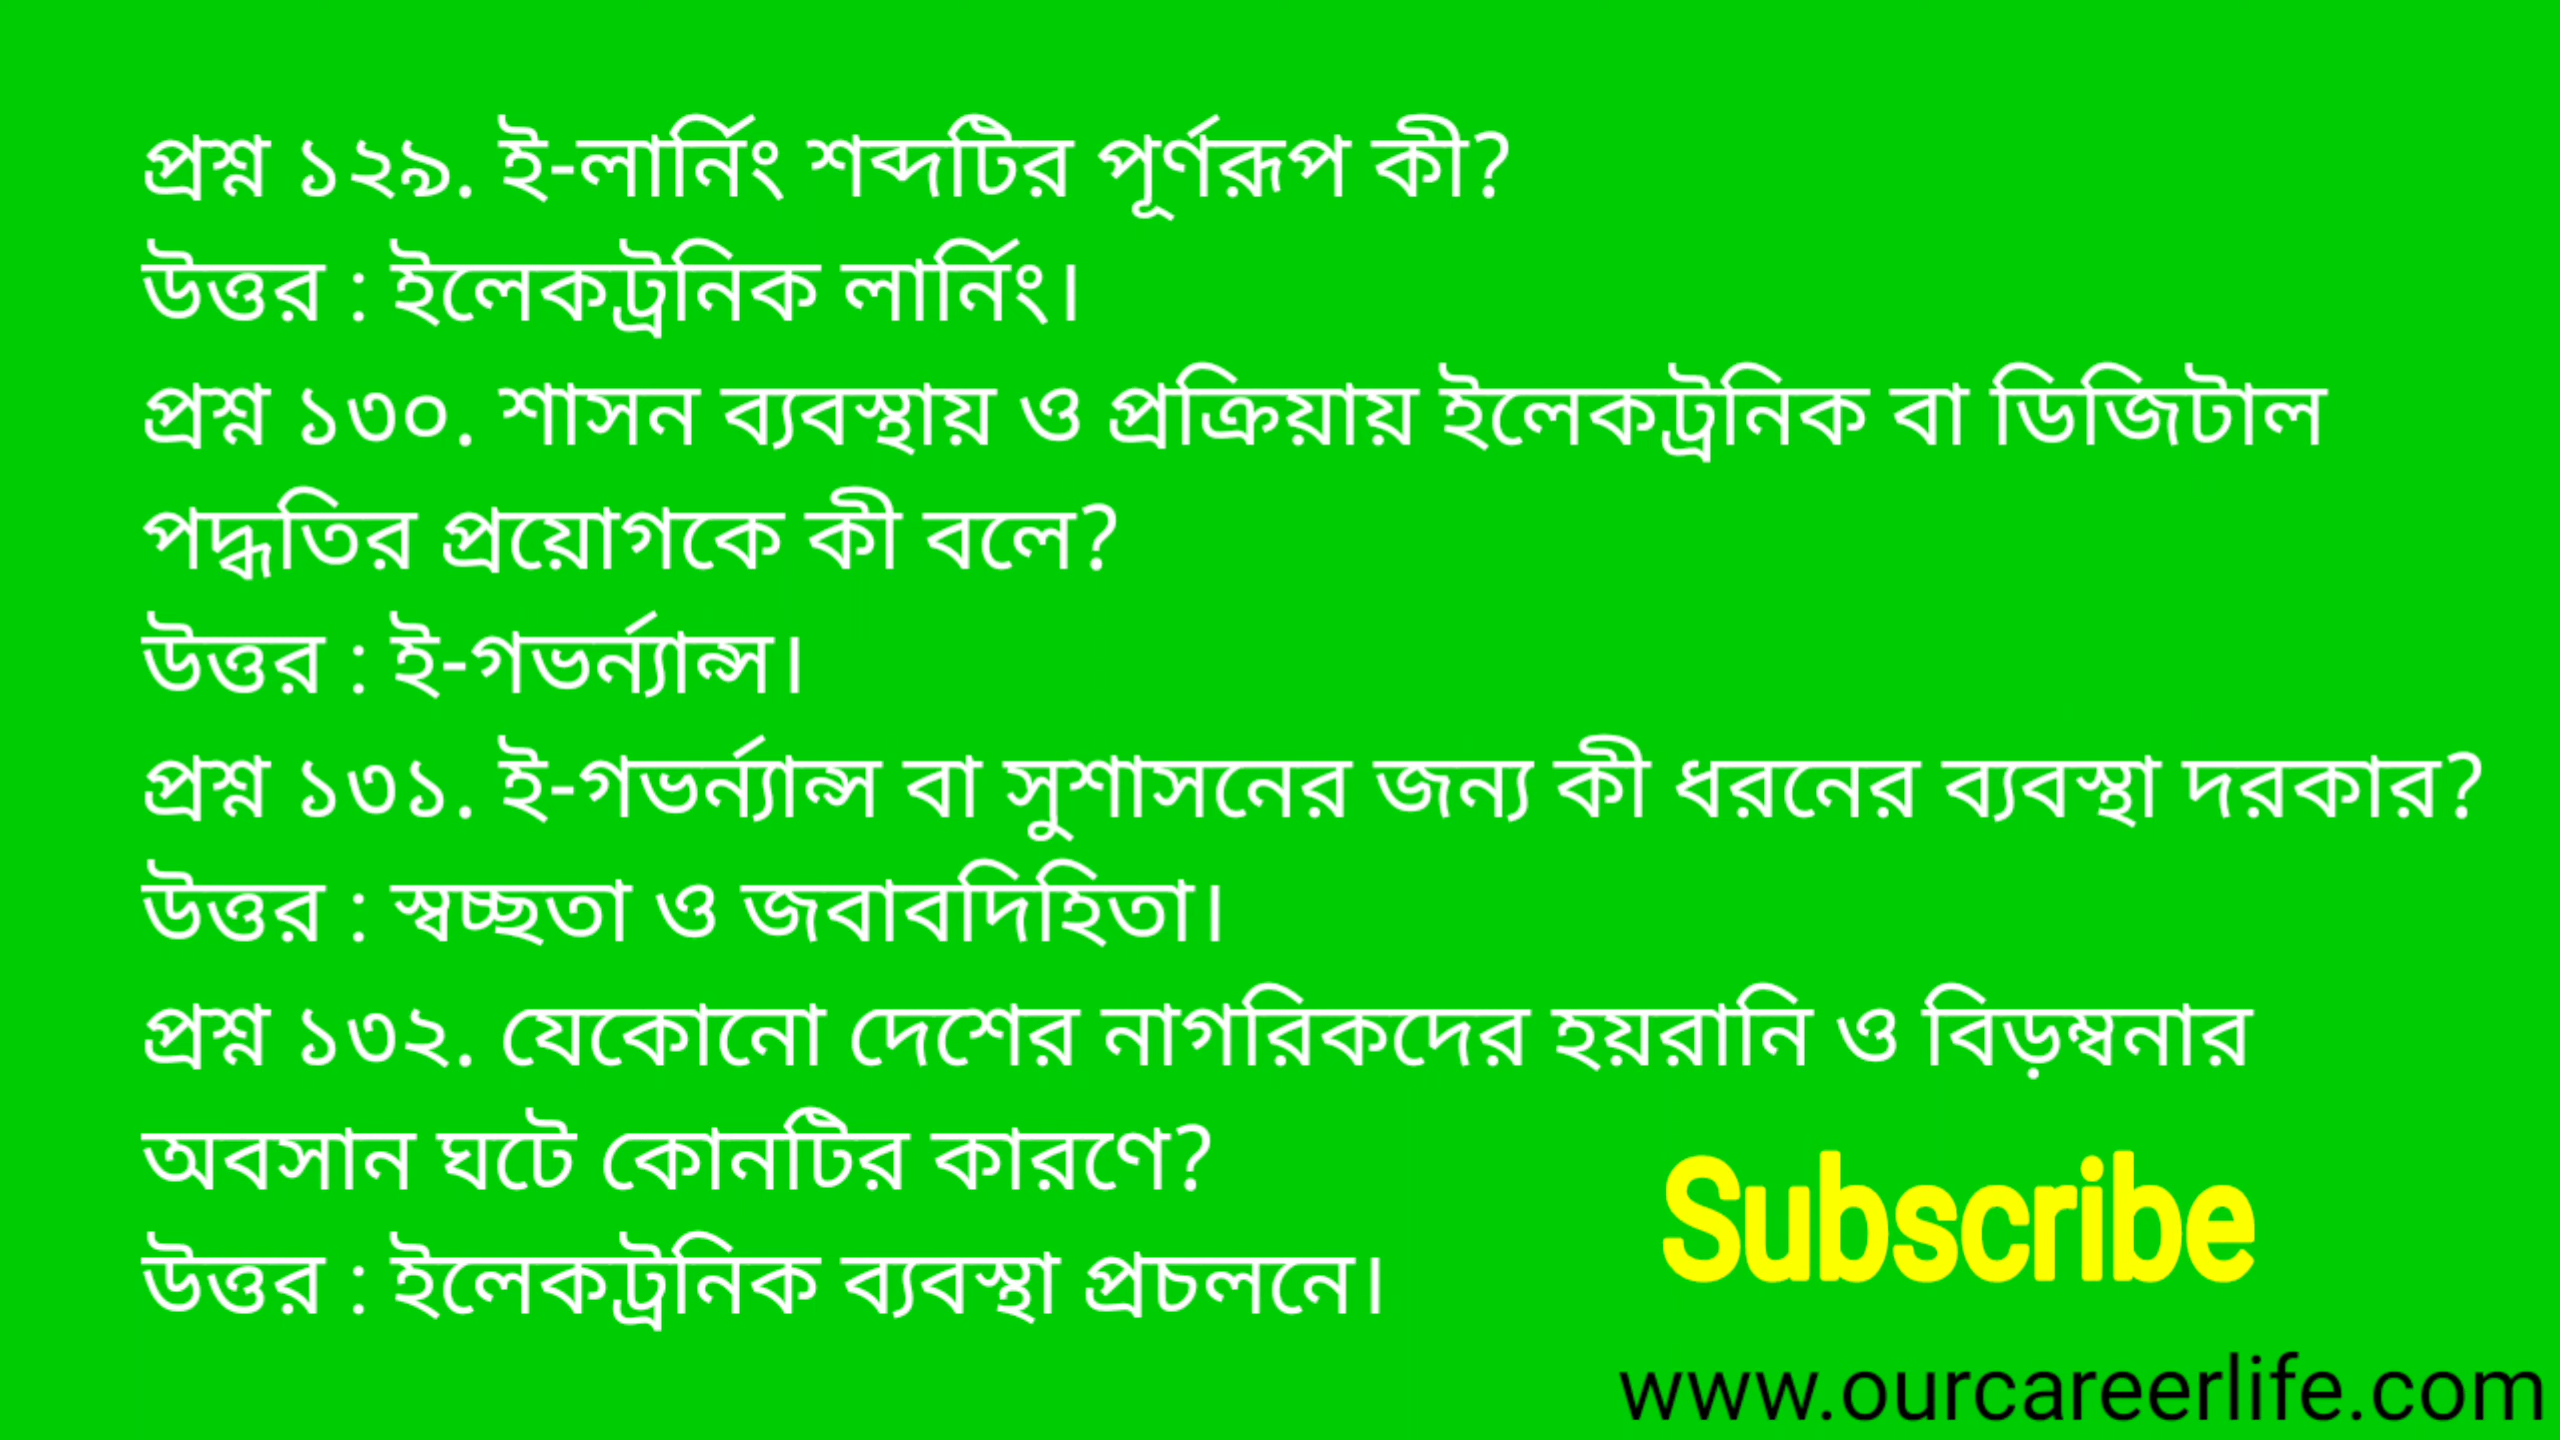 প্রশ্ন ১২৯. ই-লার্নিং শব্দটির পূর্ণরূপ কী?
উত্তর : ইলেকট্রনিক লার্নিং।
প্রশ্ন ১৩০. শাসন ব্যবস্থায় ও প্রক্রিয়ায় ইলেকট্রনিক বা ডিজিটাল
পদ্ধতির প্রয়োগকে কী বলে?
উত্তর : ই-গভর্ন্যান্স।
প্রশ্ন ১৩১. ই-গভর্ন্যান্স বা সুশাসনের জন্য কী ধরনের ব্যবস্থা দরকার?
উত্তর : স্বচ্ছতা ও জবাবদিহিতা।
প্রশ্ন ১৩২. যেকোনো দেশের নাগরিকদের হয়রানি ও বিড়ম্বনার
অবসান ঘটে কোনটির কারণে?
উত্তর : ইলেকট্রনিক ব্যবস্থা প্রচলনে।
Subscribe
www.ourcareerlife.com